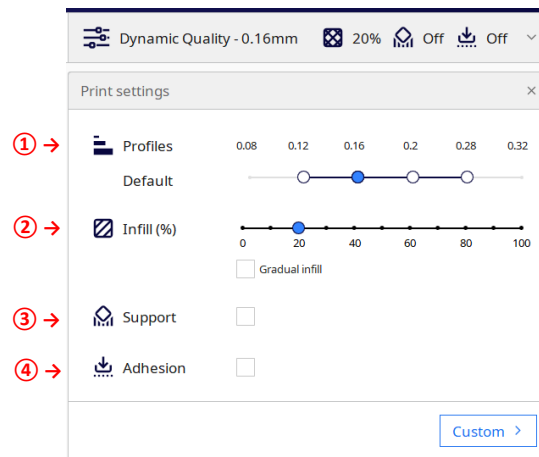 Dynamic Quality - 0.16mm 20% Off Off
Print settings
① → Profiles 0.08 0.12 0.16 0.2 0.28 0.32
Default
② → Infill (%)
0 20 40 60 80 100
Gradual infill
③ → Support
④ → Adhesion
Custom >